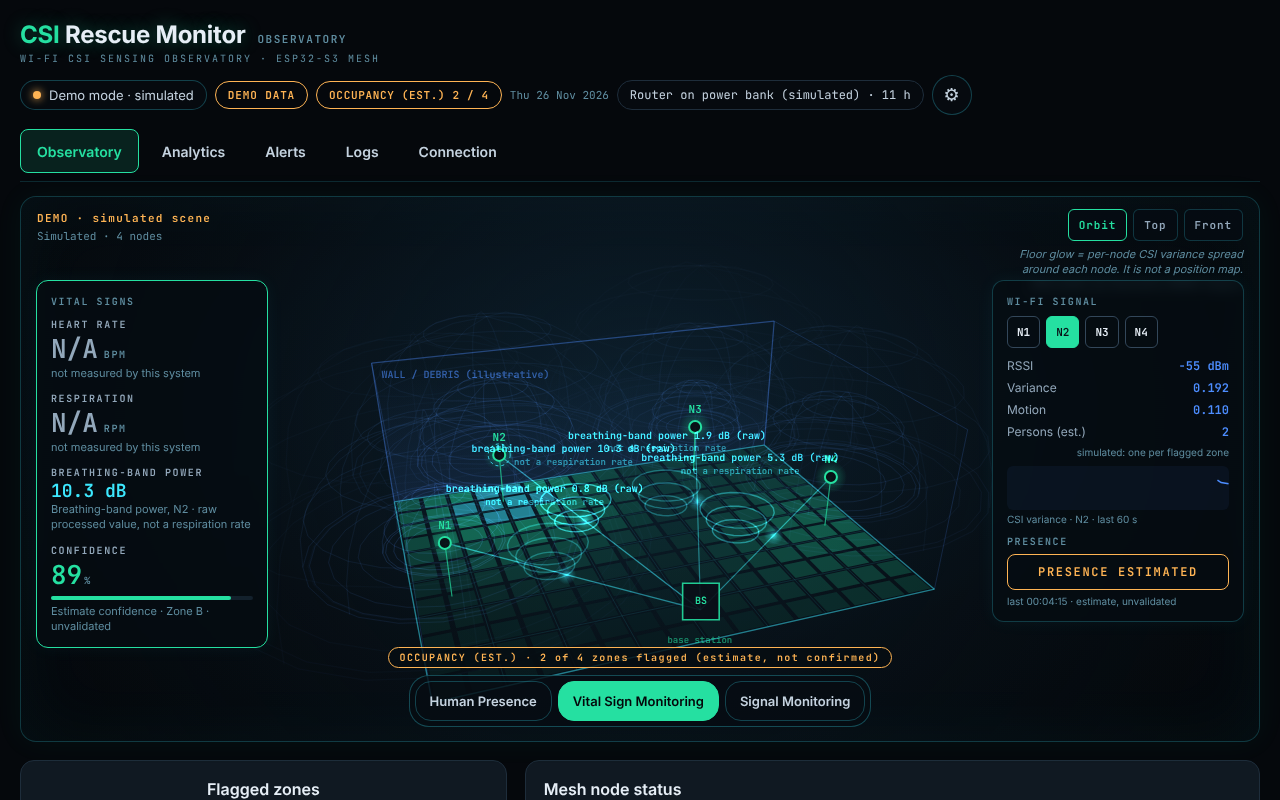 CSI Rescue Monitor OBSERVATORY
WI-FI CSI SENSING OBSERVATORY · ESP32-S3 MESH
Demo mode · simulated
DEMO DATA
OCCUPANCY (EST.) 2 / 4
Thu 26 Nov 2026
Router on power bank (simulated) · 11 h
Observatory
Analytics
Alerts
Logs
Connection
DEMO · simulated scene
Simulated · 4 nodes
Orbit
Top
Front
Floor glow = per-node CSI variance spread
around each node. It is not a position map.
VITAL SIGNS
HEART RATE
N/A BPM
not measured by this system
RESPIRATION
N/A RPM
not measured by this system
BREATHING-BAND POWER
10.3 dB
Breathing-band power, N2 · raw
processed value, not a respiration rate
CONFIDENCE
89%
Estimate confidence · Zone B ·
unvalidated
WALL / DEBRIS (illustrative)
N3
N2
breathing-band power 1.9 dB (raw)
breathing-band power 10.3 dB (raw)
not a respiration rate
breathing-band power 5.3 dB (raw)
not a respiration rate
breathing-band power 0.8 dB (raw)
not a respiration rate
N1
BS
base station
WI-FI SIGNAL
N1
N2
N3
N4
RSSI -55 dBm
Variance 0.192
Motion 0.110
Persons (est.) 2
simulated: one per flagged zone
CSI variance · N2 · last 60 s
PRESENCE
PRESENCE ESTIMATED
last 00:04:15 · estimate, unvalidated
OCCUPANCY (EST.) · 2 of 4 zones flagged (estimate, not confirmed)
Human Presence
Vital Sign Monitoring
Signal Monitoring
Flagged zones
Mesh node status